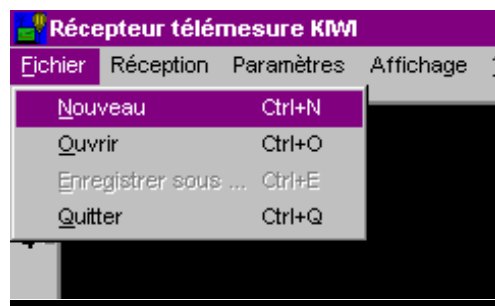 Récepteur télémesure KIWI
Fichier Réception Paramètres Affichage
Nouveau Ctrl+N
Ouvrir Ctrl+O
Enregistrer sous ... Ctrl+E
Quitter Ctrl+Q